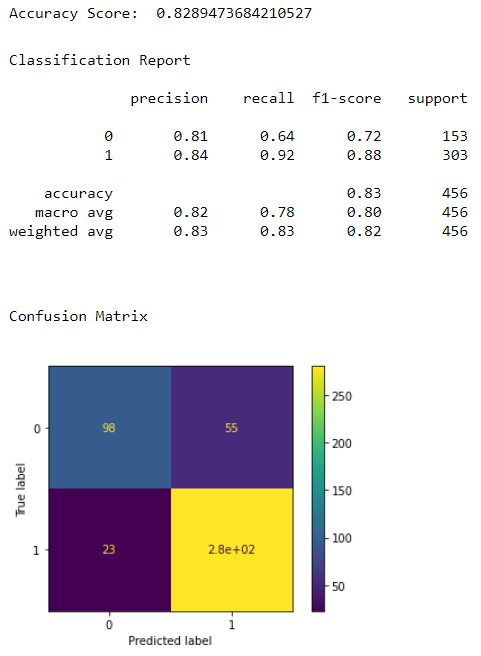 Accuracy Score:  0.8289473684210527
Classification Report
precision    recall  f1-score   support
0       0.81      0.64      0.72       153
1       0.84      0.92      0.88       303
accuracy                           0.83       456
macro avg       0.82      0.78      0.80       456
weighted avg       0.83      0.83      0.82       456
Confusion Matrix
250
0 98 55
200
150
True label
100
1 23 2.8e+02
50
0 1
Predicted label